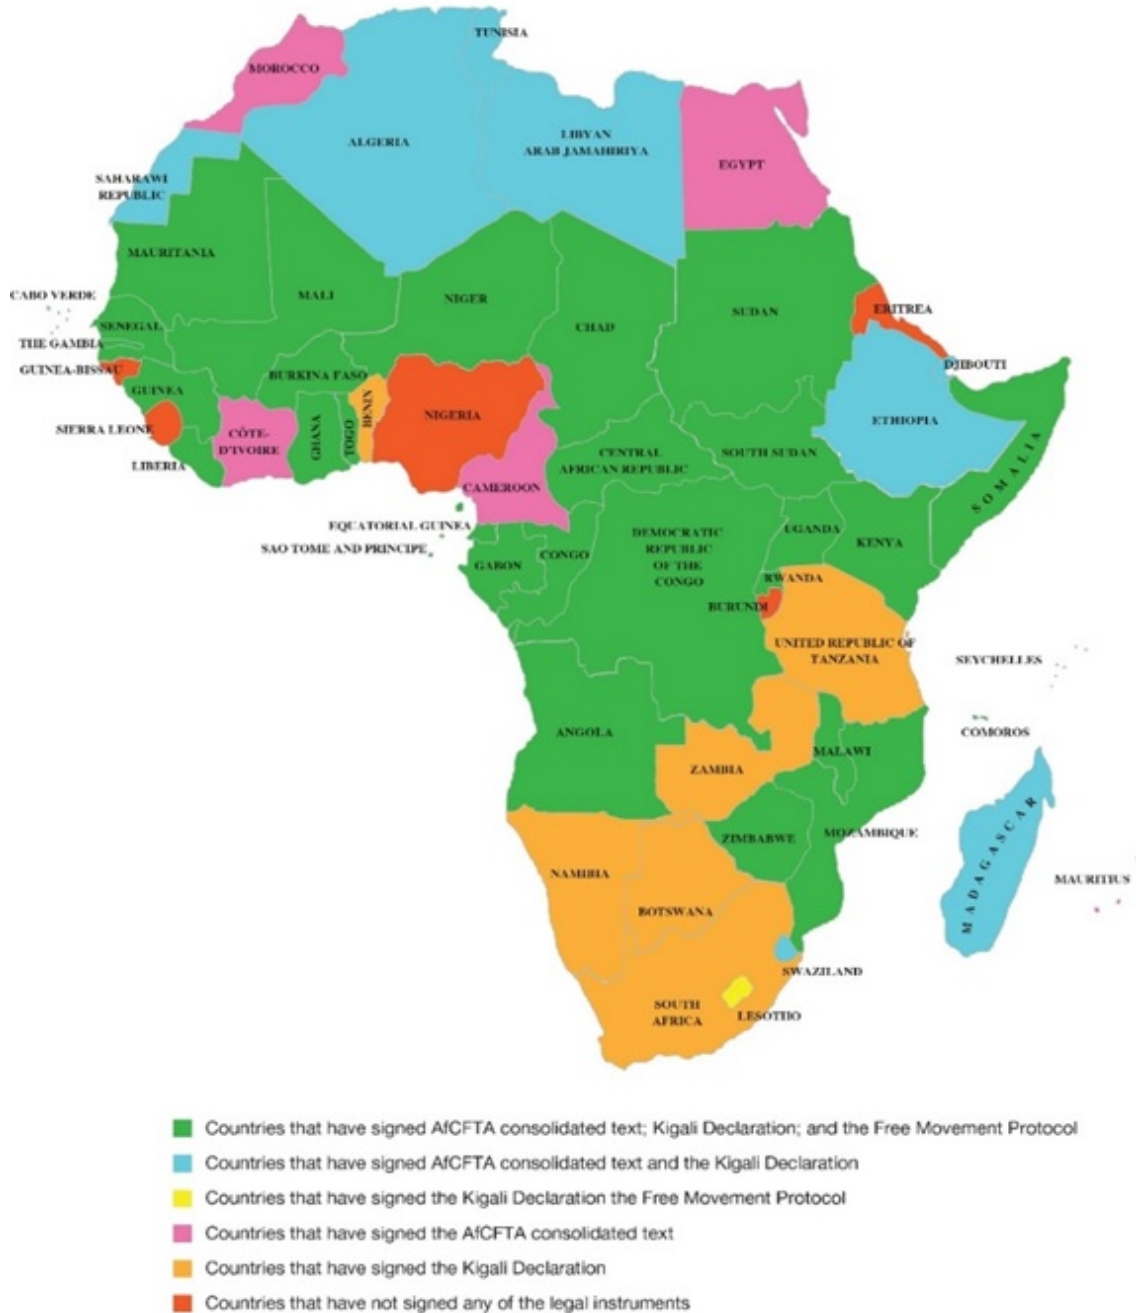 TUNISIA
MOROCCO
ALGERIA
LIBYAN
ARAB JAMAHIRIYA
EGYPT
SAHARAWI
REPUBLIC
MAURITANIA
MALI
NIGER
CHAD
SUDAN
ERITREA
CABO VERDE
SENEGAL
THE GAMBIA
GUINEA-BISSAU
GUINEA
BURKINA FASO
DJIBOUTI
SIERRA LEONE
CÔTE-
D'IVOIRE
GHANA
TOGO
BENIN
NIGERIA
ETHIOPIA
LIBERIA
CENTRAL
AFRICAN REPUBLIC
SOUTH SUDAN
SOMALIA
CAMEROON
EQUATORIAL GUINEA
SAO TOME AND PRINCIPE
GABON
CONGO
DEMOCRATIC
REPUBLIC
OF THE
CONGO
UGANDA
KENYA
RWANDA
BURUNDI
UNITED REPUBLIC OF
TANZANIA
SEYCHELLES
COMOROS
ANGOLA
ZAMBIA
MALAWI
MOZAMBIQUE
ZIMBABWE
MADAGASCAR
MAURITIUS
NAMIBIA
BOTSWANA
SWAZILAND
SOUTH
AFRICA
LESOTHO
Countries that have signed AfCFTA consolidated text; Kigali Declaration; and the Free Movement Protocol
Countries that have signed AfCFTA consolidated text and the Kigali Declaration
Countries that have signed the Kigali Declaration the Free Movement Protocol
Countries that have signed the AfCFTA consolidated text
Countries that have signed the Kigali Declaration
Countries that have not signed any of the legal instruments